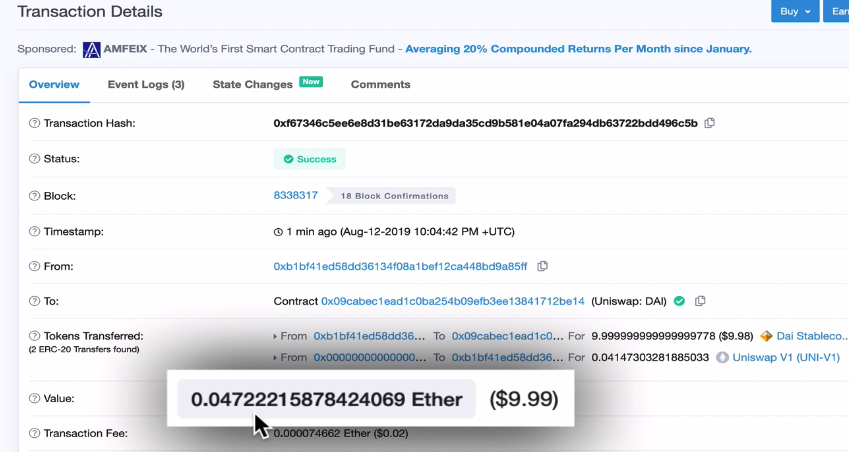 Transaction Details
Buy
Sponsored: AMFEIX - The World's First Smart Contract Trading Fund - Averaging 20% Compounded Returns Per Month since January.
Overview Event Logs (3) State Changes New Comments
Transaction Hash: 0xf67346c5ee6e8d31be63172da9da35cd9b581e04a07fa294db63722bdd496c5b
Status: Success
Block: 8338317 18 Block Confirmations
Timestamp: 1 min ago (Aug-12-2019 10:04:42 PM +UTC)
From: 0xb1bf41ed58dd36134f08a1bef12ca448bd9a85ff
To: Contract 0x09cabec1ead1c0ba254b09efb3ee13841712be14 (Uniswap: DAI)
Tokens Transferred: From 0xb1bf41ed58dd36... To 0x09cabec1ead1c0... For 9.999999999999999778 ($9.98) Dai Stableco...
(2 ERC-20 Transfers found) From 0x00000000000000... To 0xb1bf41ed58dd36... For 0.04147303281885033 Uniswap V1 (UNI-V1)
Value: 0.04722215878424069 Ether ($9.99)
Transaction Fee: 0.000074662 Ether ($0.02)